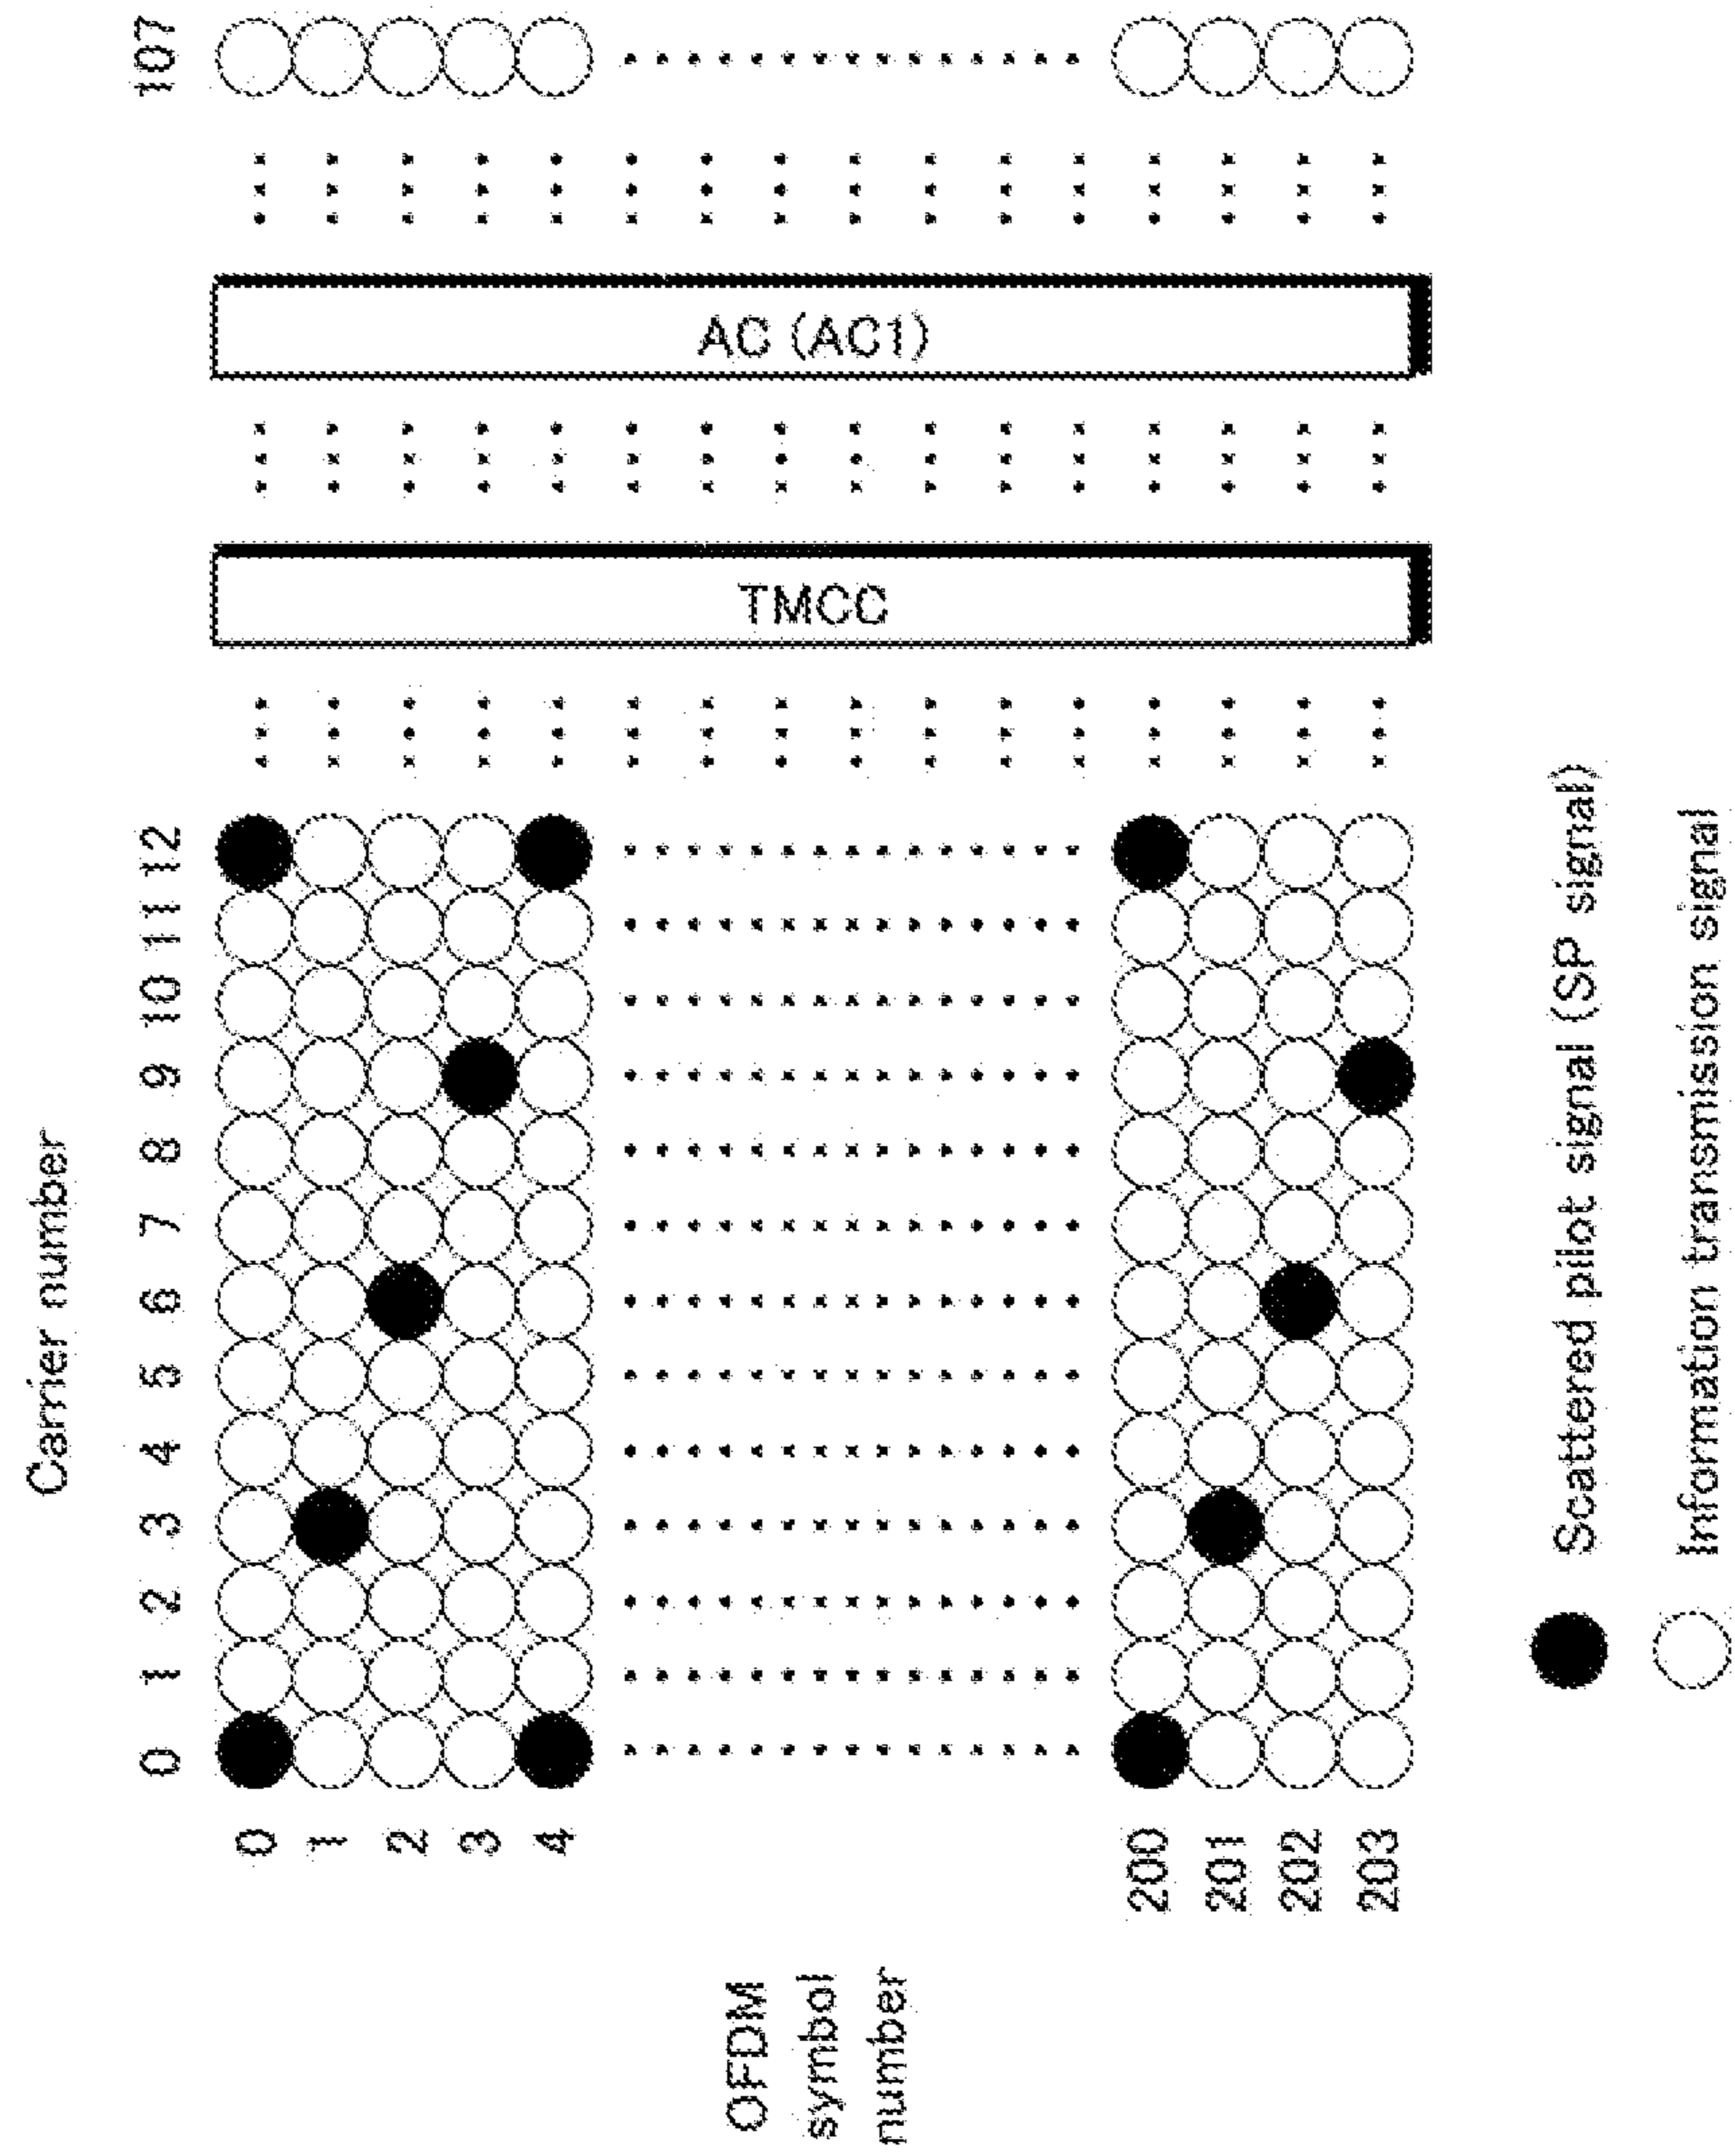 Carrier number
0 1 2 3 4 5 6 7 8 9 10 11 12 107
0
1
2
3
4
200
201
202
203
OFDM
symbol
number
TMCC
AC (AC1)
Scattered pilot signal (SP signal)
Information transmission signal